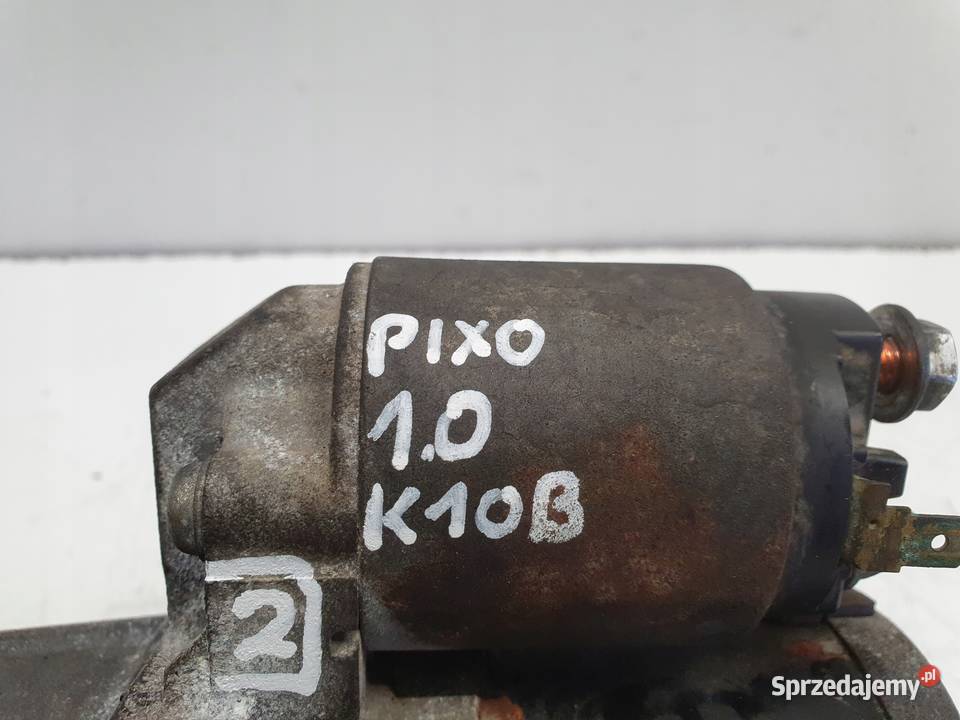 PIXO
1.0
K10B
2
Sprzedajemy.pl